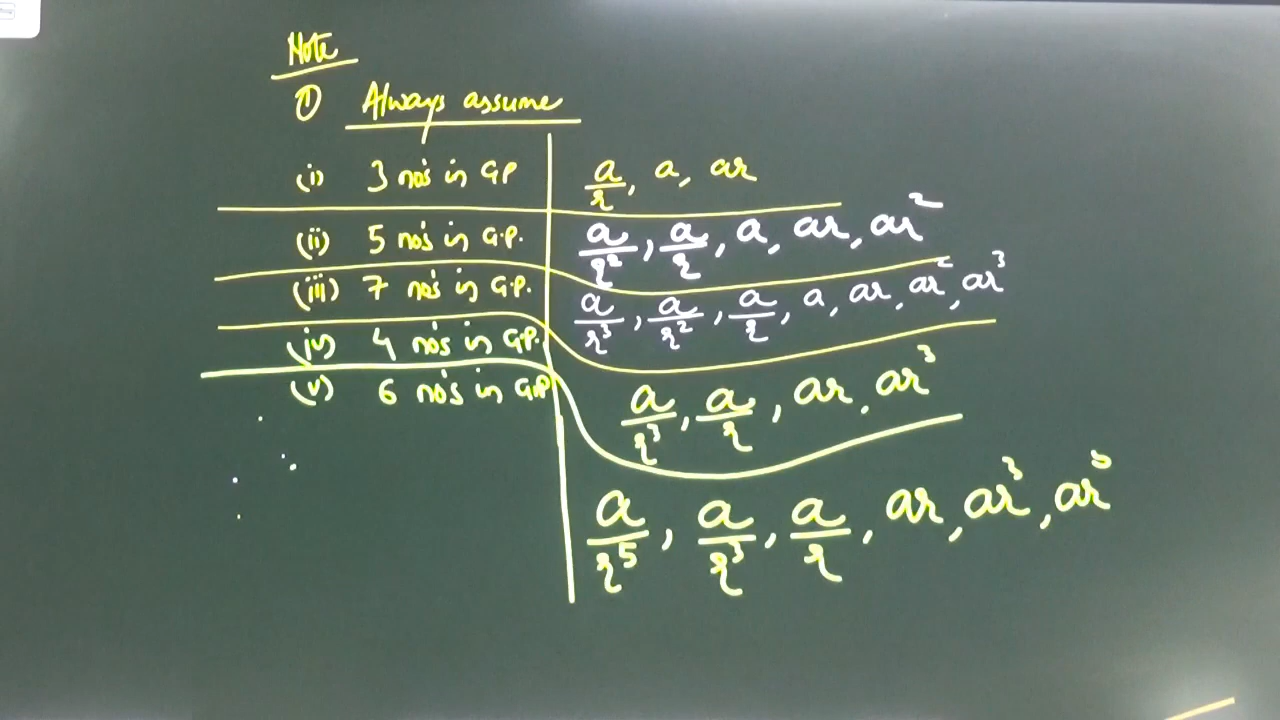 Note
① Always assume
(i) 3 no's in G.P a/r, a, ar
(ii) 5 no's in G.P. a/r², a/r, a, ar, ar²
(iii) 7 no's in G.P. a/r³, a/r², a/r, a, ar, ar², ar³
(iv) 4 no's in G.P. a/r³, a/r, ar, ar³
(v) 6 no's in G.P a/r⁵, a/r³, a/r, ar, ar³, ar⁵